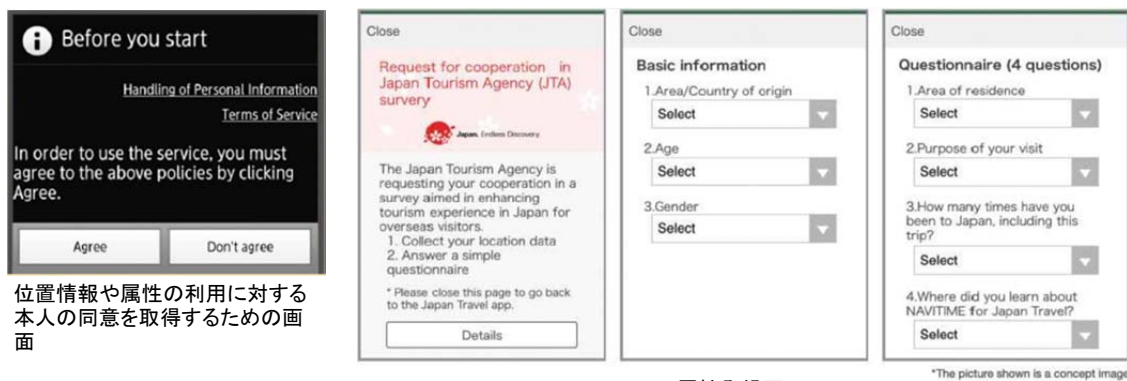 Before you start
Handling of Personal Information
Terms of Service
In order to use the service, you must
agree to the above policies by clicking
Agree.
Agree
Don't agree
位置情報や属性の利用に対する
本人の同意を取得するための画
面
Close
Request for cooperation in
Japan Tourism Agency (JTA)
survery
Japan. Endless Discovery.
The Japan Tourism Agency is
requesting your cooperation in a
survey aimed in enhancing
tourism experience in Japan for
overseas visitors.
1. Collect your location data
2. Answer a simple
questionnaire
* Please close this page to go back
to the Japan Travel app.
Details
Close
Basic information
1.Area/Country of origin
Select
2.Age
Select
3.Gender
Select
Close
Questionnaire (4 questions)
1.Area of residence
Select
2.Purpose of your visit
Select
3.How many times have you
been to Japan, including this
trip?
Select
4.Where did you learn about
NAVITIME for Japan Travel?
Select
*The picture shown is a concept image